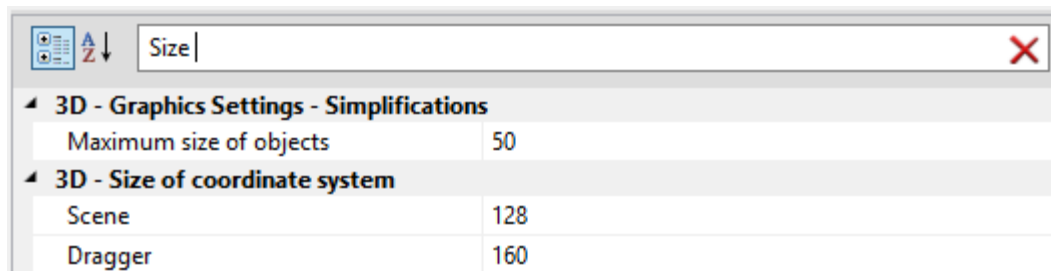 A
Z
Size
3D - Graphics Settings - Simplifications
Maximum size of objects 50
3D - Size of coordinate system
Scene 128
Dragger 160